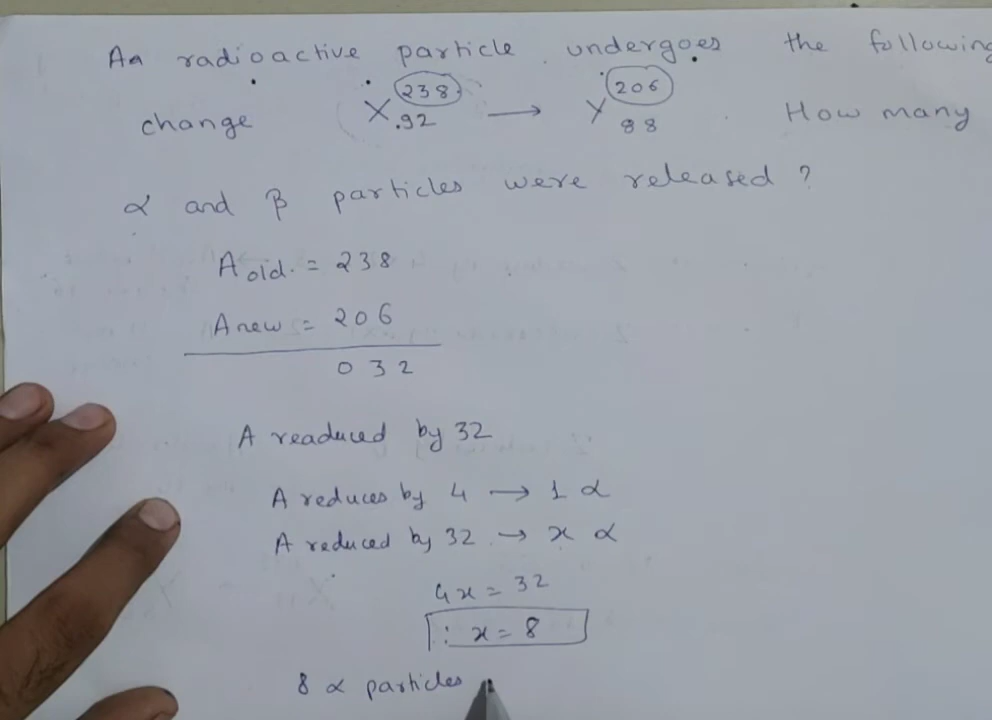 Aa radioactive particle undergoes the following
change X 238 .92 → Y 206 88 How many
α and β particles were released ?
A old. = 238
A new = 206
032
A readuced by 32
A reduces by 4 → 1 α
A reduced by 32 → x α
4x = 32
: x = 8
8 α particles